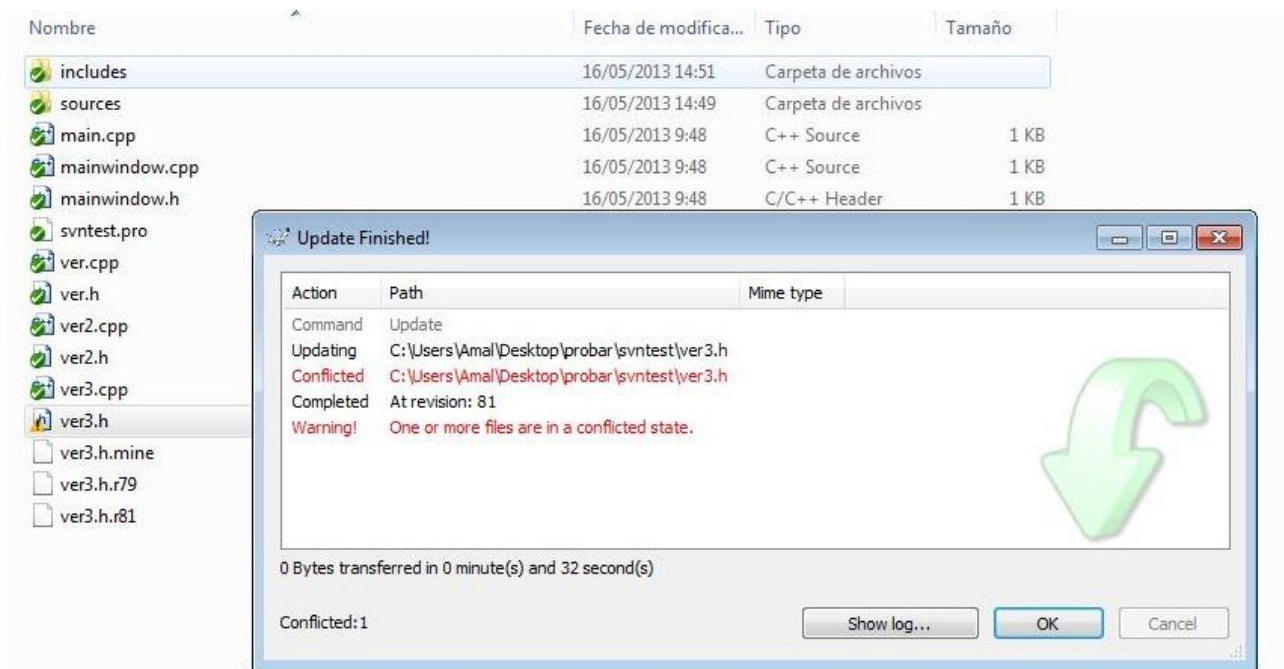 Nombre Fecha de modifica... Tipo Tamaño
includes 16/05/2013 14:51 Carpeta de archivos
sources 16/05/2013 14:49 Carpeta de archivos
main.cpp 16/05/2013 9:48 C++ Source 1 KB
mainwindow.cpp 16/05/2013 9:48 C++ Source 1 KB
mainwindow.h 16/05/2013 9:48 C/C++ Header 1 KB
svntest.pro
ver.cpp
ver.h
ver2.cpp
ver2.h
ver3.cpp
ver3.h
ver3.h.mine
ver3.h.r79
ver3.h.r81
Update Finished!
Action Path Mime type
Command Update
Updating C:\Users\Amal\Desktop\probar\svntest\ver3.h
Conflicted C:\Users\Amal\Desktop\probar\svntest\ver3.h
Completed At revision: 81
Warning! One or more files are in a conflicted state.
0 Bytes transferred in 0 minute(s) and 32 second(s)
Conflicted:1 Show log... OK Cancel